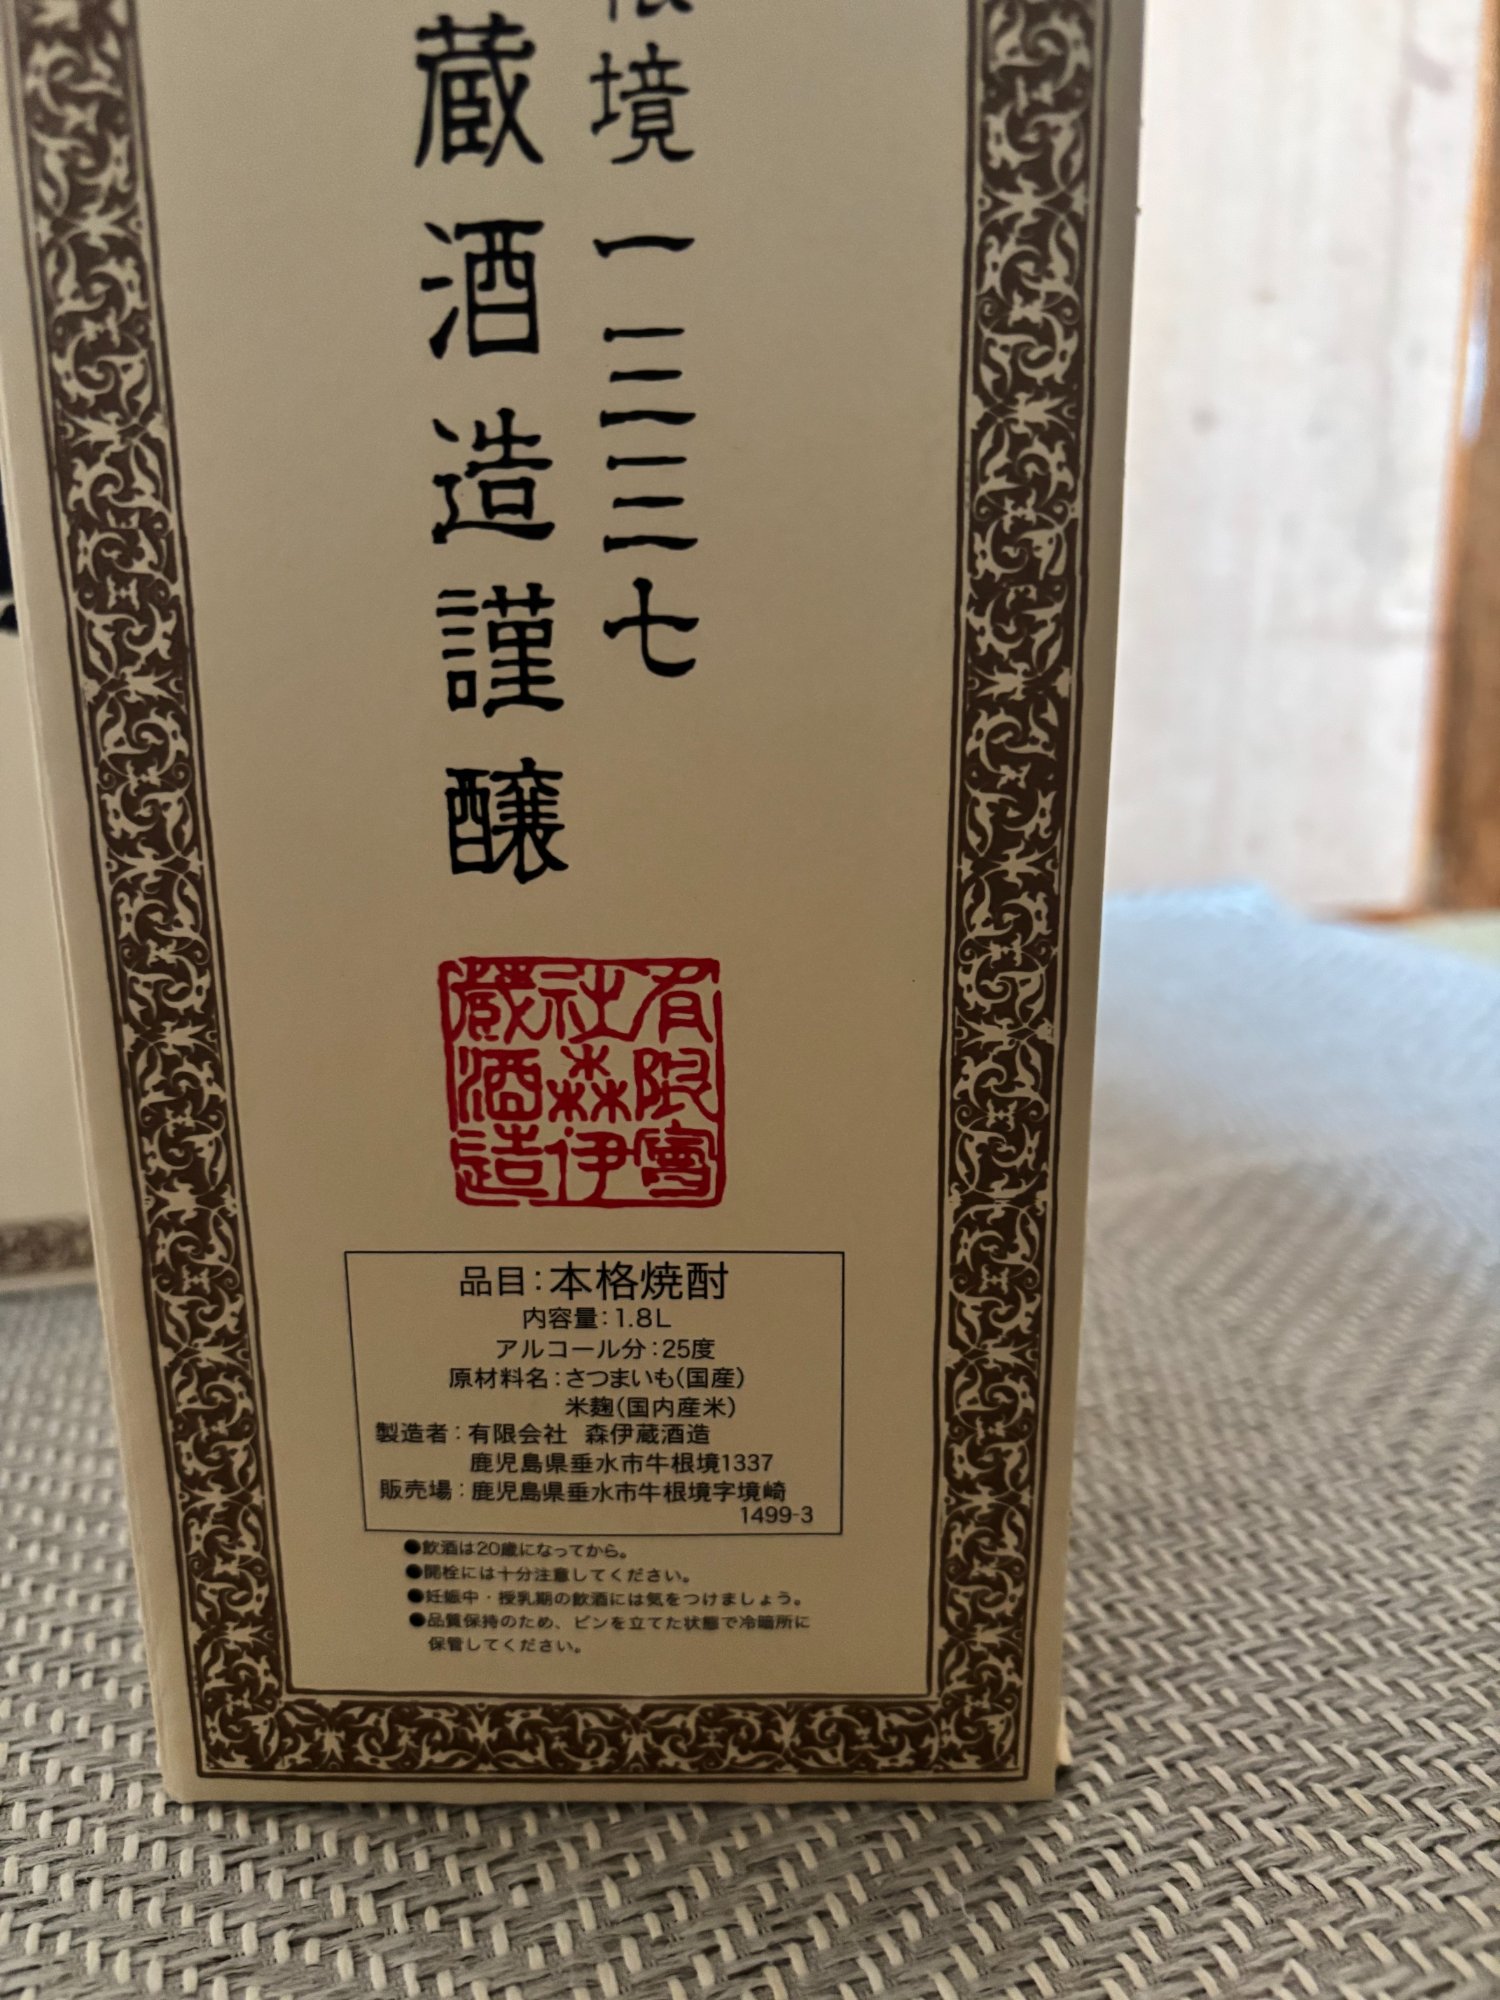 境一三三七
蔵酒造謹醸
有限會
社森伊
蔵酒造
品目：本格焼酎
内容量：1.8L
アルコール分：25度
原材料名：さつまいも（国産）
米麹（国内産米）
製造者：有限会社 森伊蔵酒造
鹿児島県垂水市牛根境1337
販売場：鹿児島県垂水市牛根境字境崎
1499-3
●飲酒は20歳になってから。
●開栓には十分注意してください。
●妊娠中・授乳期の飲酒には気をつけましょう。
●品質保持のため、ビンを立てた状態で冷暗所に
保管してください。